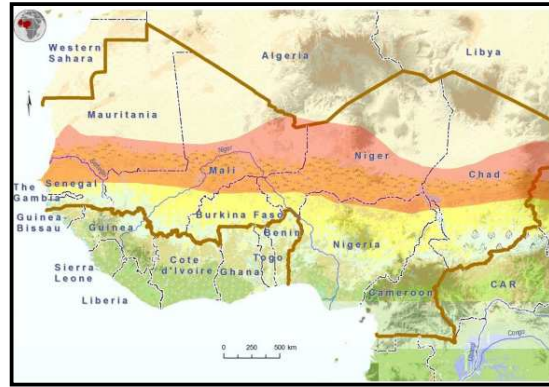 Western
Sahara
Algeria
Libya
Mauritania
Niger
Mali
Niger
Chad
The
Gambia
Senegal
Guinea
Bissau
Guinea
Burkina Faso
Benin
Nigeria
Sierra
Leone
Cote
d'Ivoire
Ghana
Togo
Liberia
Cameroon
CAR
Congo
0 250 500 km